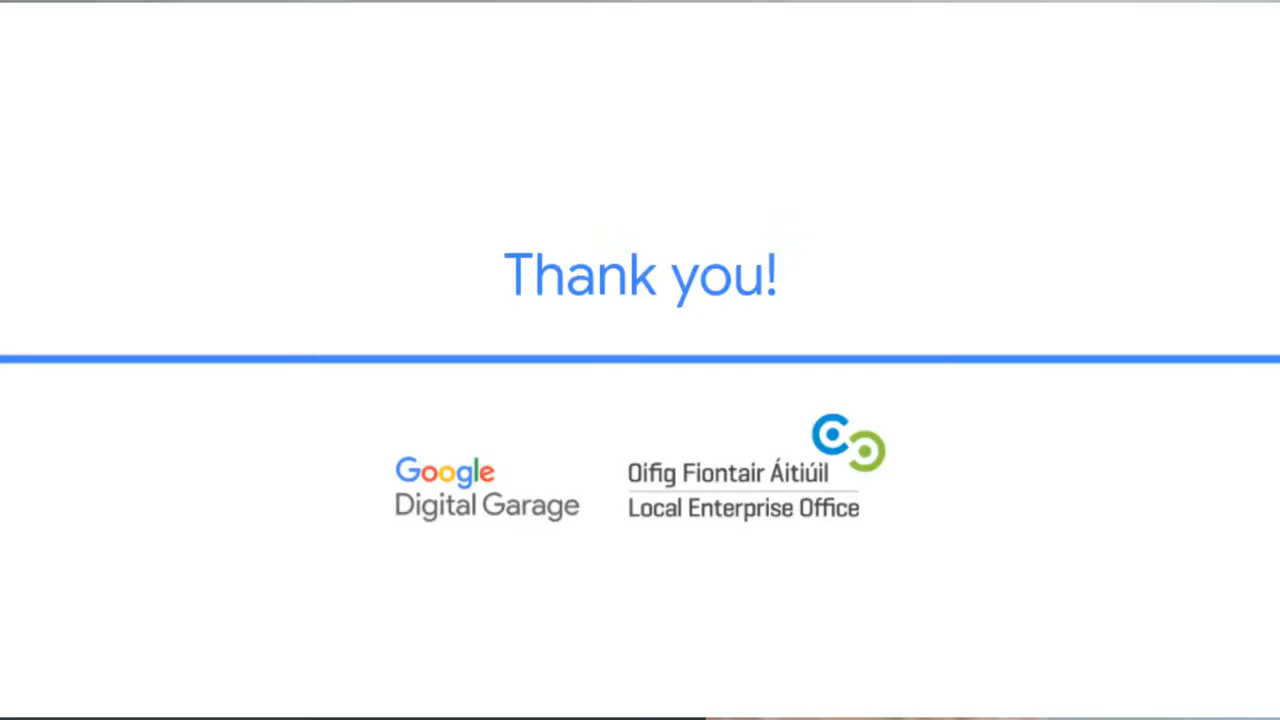 Thank you!
Google
Digital Garage
Oifig Fiontair Áitiúil
Local Enterprise Office